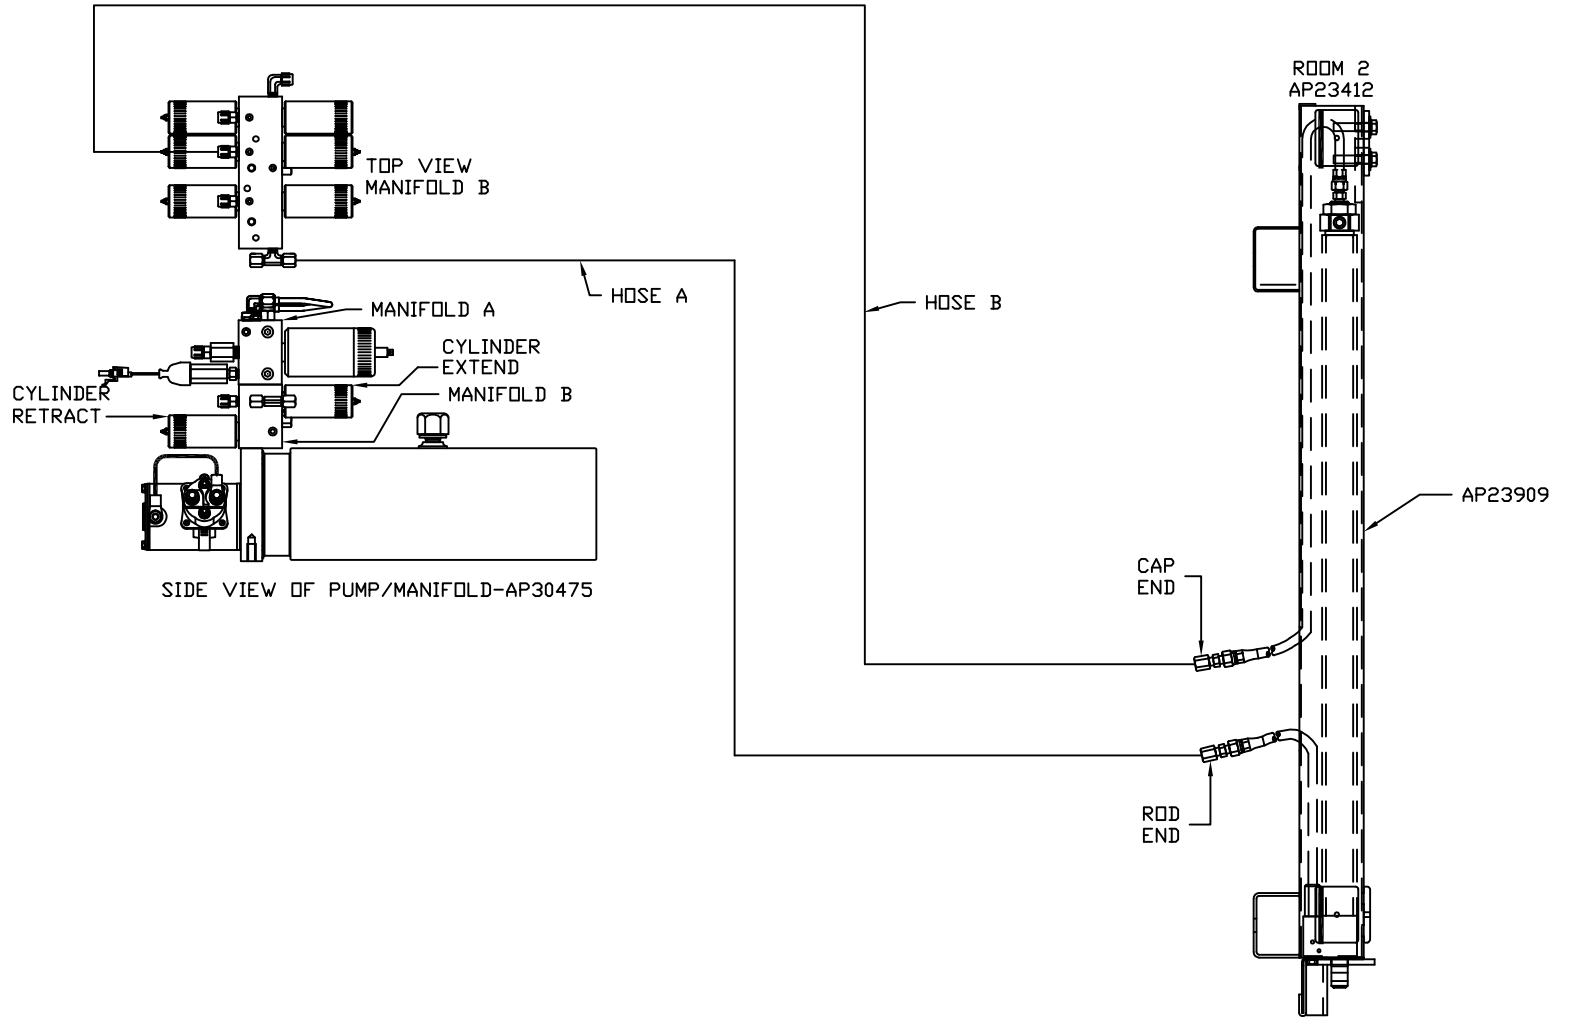 ROOM 2
AP23412
TOP VIEW
MANIFOLD B
HOSE A
HOSE B
MANIFOLD A
CYLINDER
EXTEND
MANIFOLD B
CYLINDER
RETRACT
SIDE VIEW OF PUMP/MANIFOLD-AP30475
AP23909
CAP
END
ROD
END